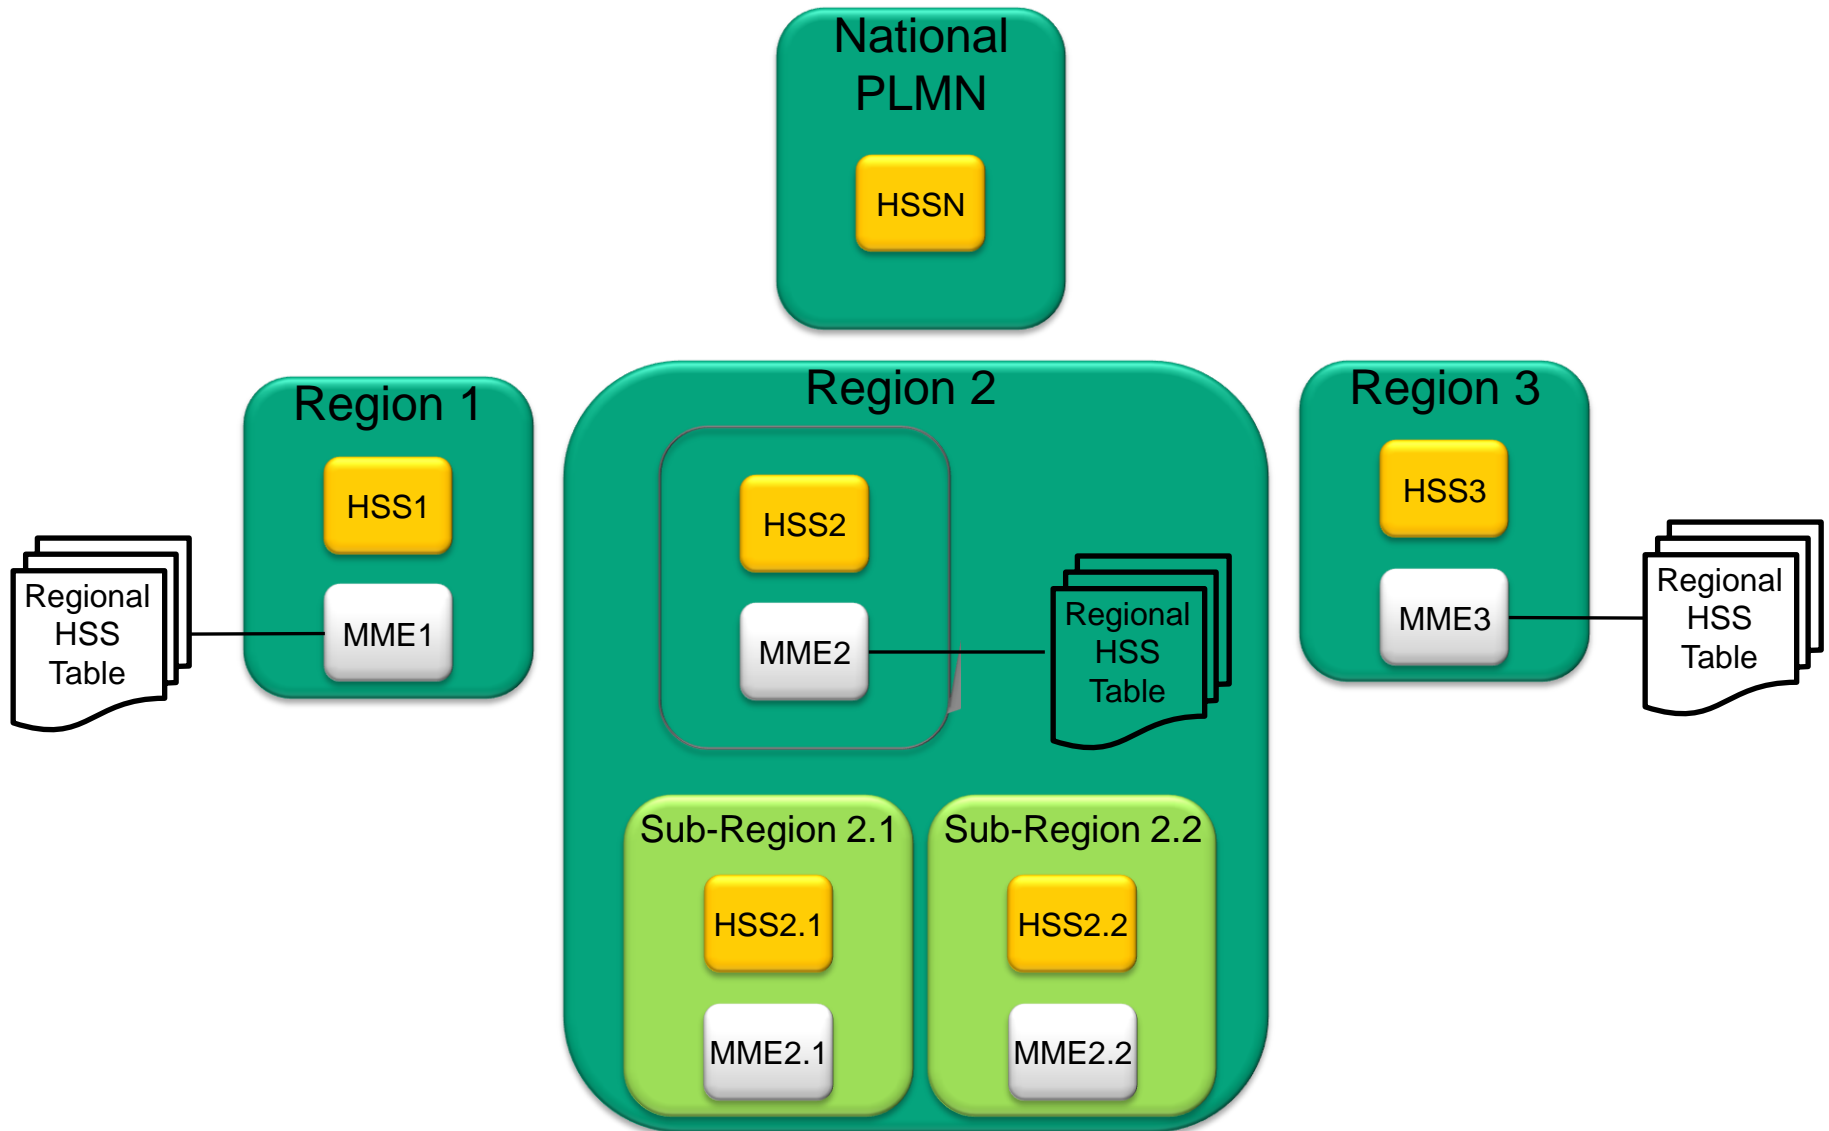 National
PLMN
HSSN
Region 1
HSS1
MME1
Regional
HSS
Table
Region 2
HSS2
MME2
Regional
HSS
Table
Sub-Region 2.1
HSS2.1
MME2.1
Sub-Region 2.2
HSS2.2
MME2.2
Region 3
HSS3
MME3
Regional
HSS
Table